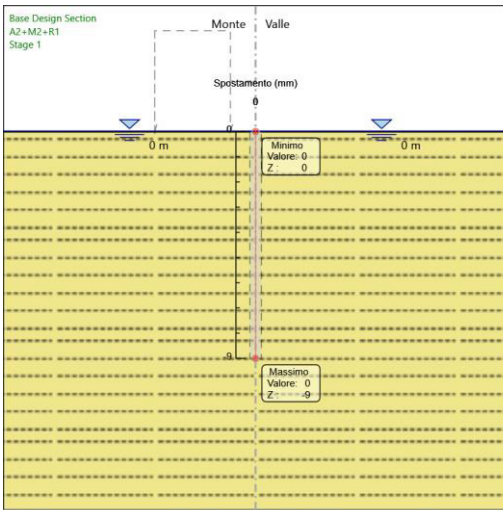 Base Design Section
A2+M2+R1
Stage 1
Monte Valle
Spostamento (mm)
0
0
0 m
0 m
Minimo
Valore: 0
Z : 0
-9
Massimo
Valore: 0
Z : -9